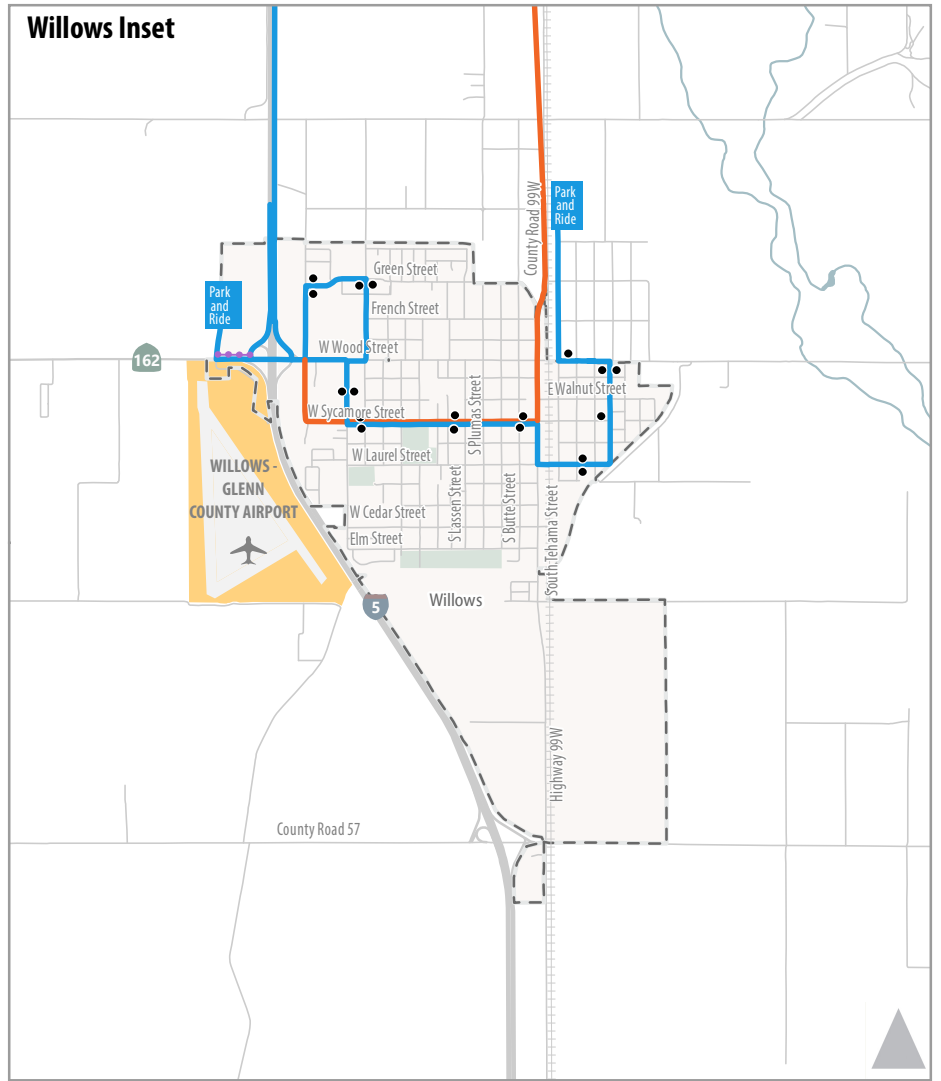 Willows Inset
County Road 99W
Park
and
Ride
Green Street
Park
and
Ride
French Street
W Wood Street
162
E Walnut Street
S Plumas Street
W Sycamore Street
W Laurel Street
WILLOWS -
GLENN
COUNTY AIRPORT
S Lassen Street
S Butte Street
South Tehama Street
W Cedar Street
Elm Street
5
Willows
Highway 99W
County Road 57